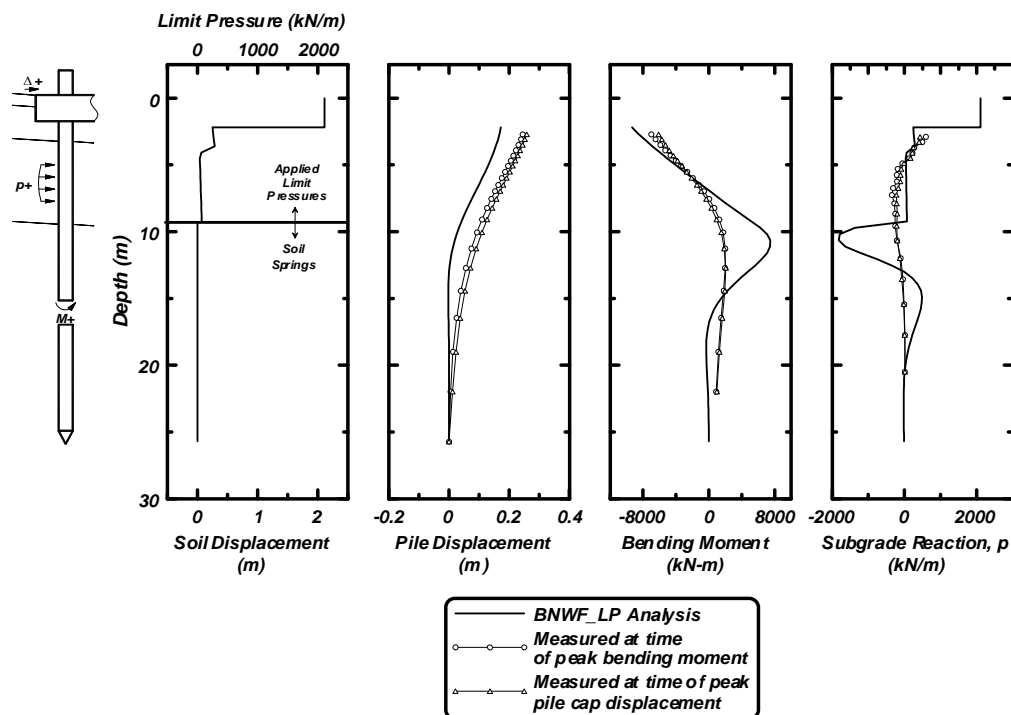 Limit Pressure (kN/m)
0 1000 2000
Δ+
p+
M+
Depth (m)
0
10
20
30
Applied
Limit
Pressures
Soil
Springs
0 1 2
Soil Displacement
(m)
-0.2 0 0.2 0.4
Pile Displacement
(m)
-8000 0 8000
Bending Moment
(kN-m)
-2000 0 2000
Subgrade Reaction, p
(kN/m)
BNWF_LP Analysis
Measured at time
of peak bending moment
Measured at time of peak
pile cap displacement